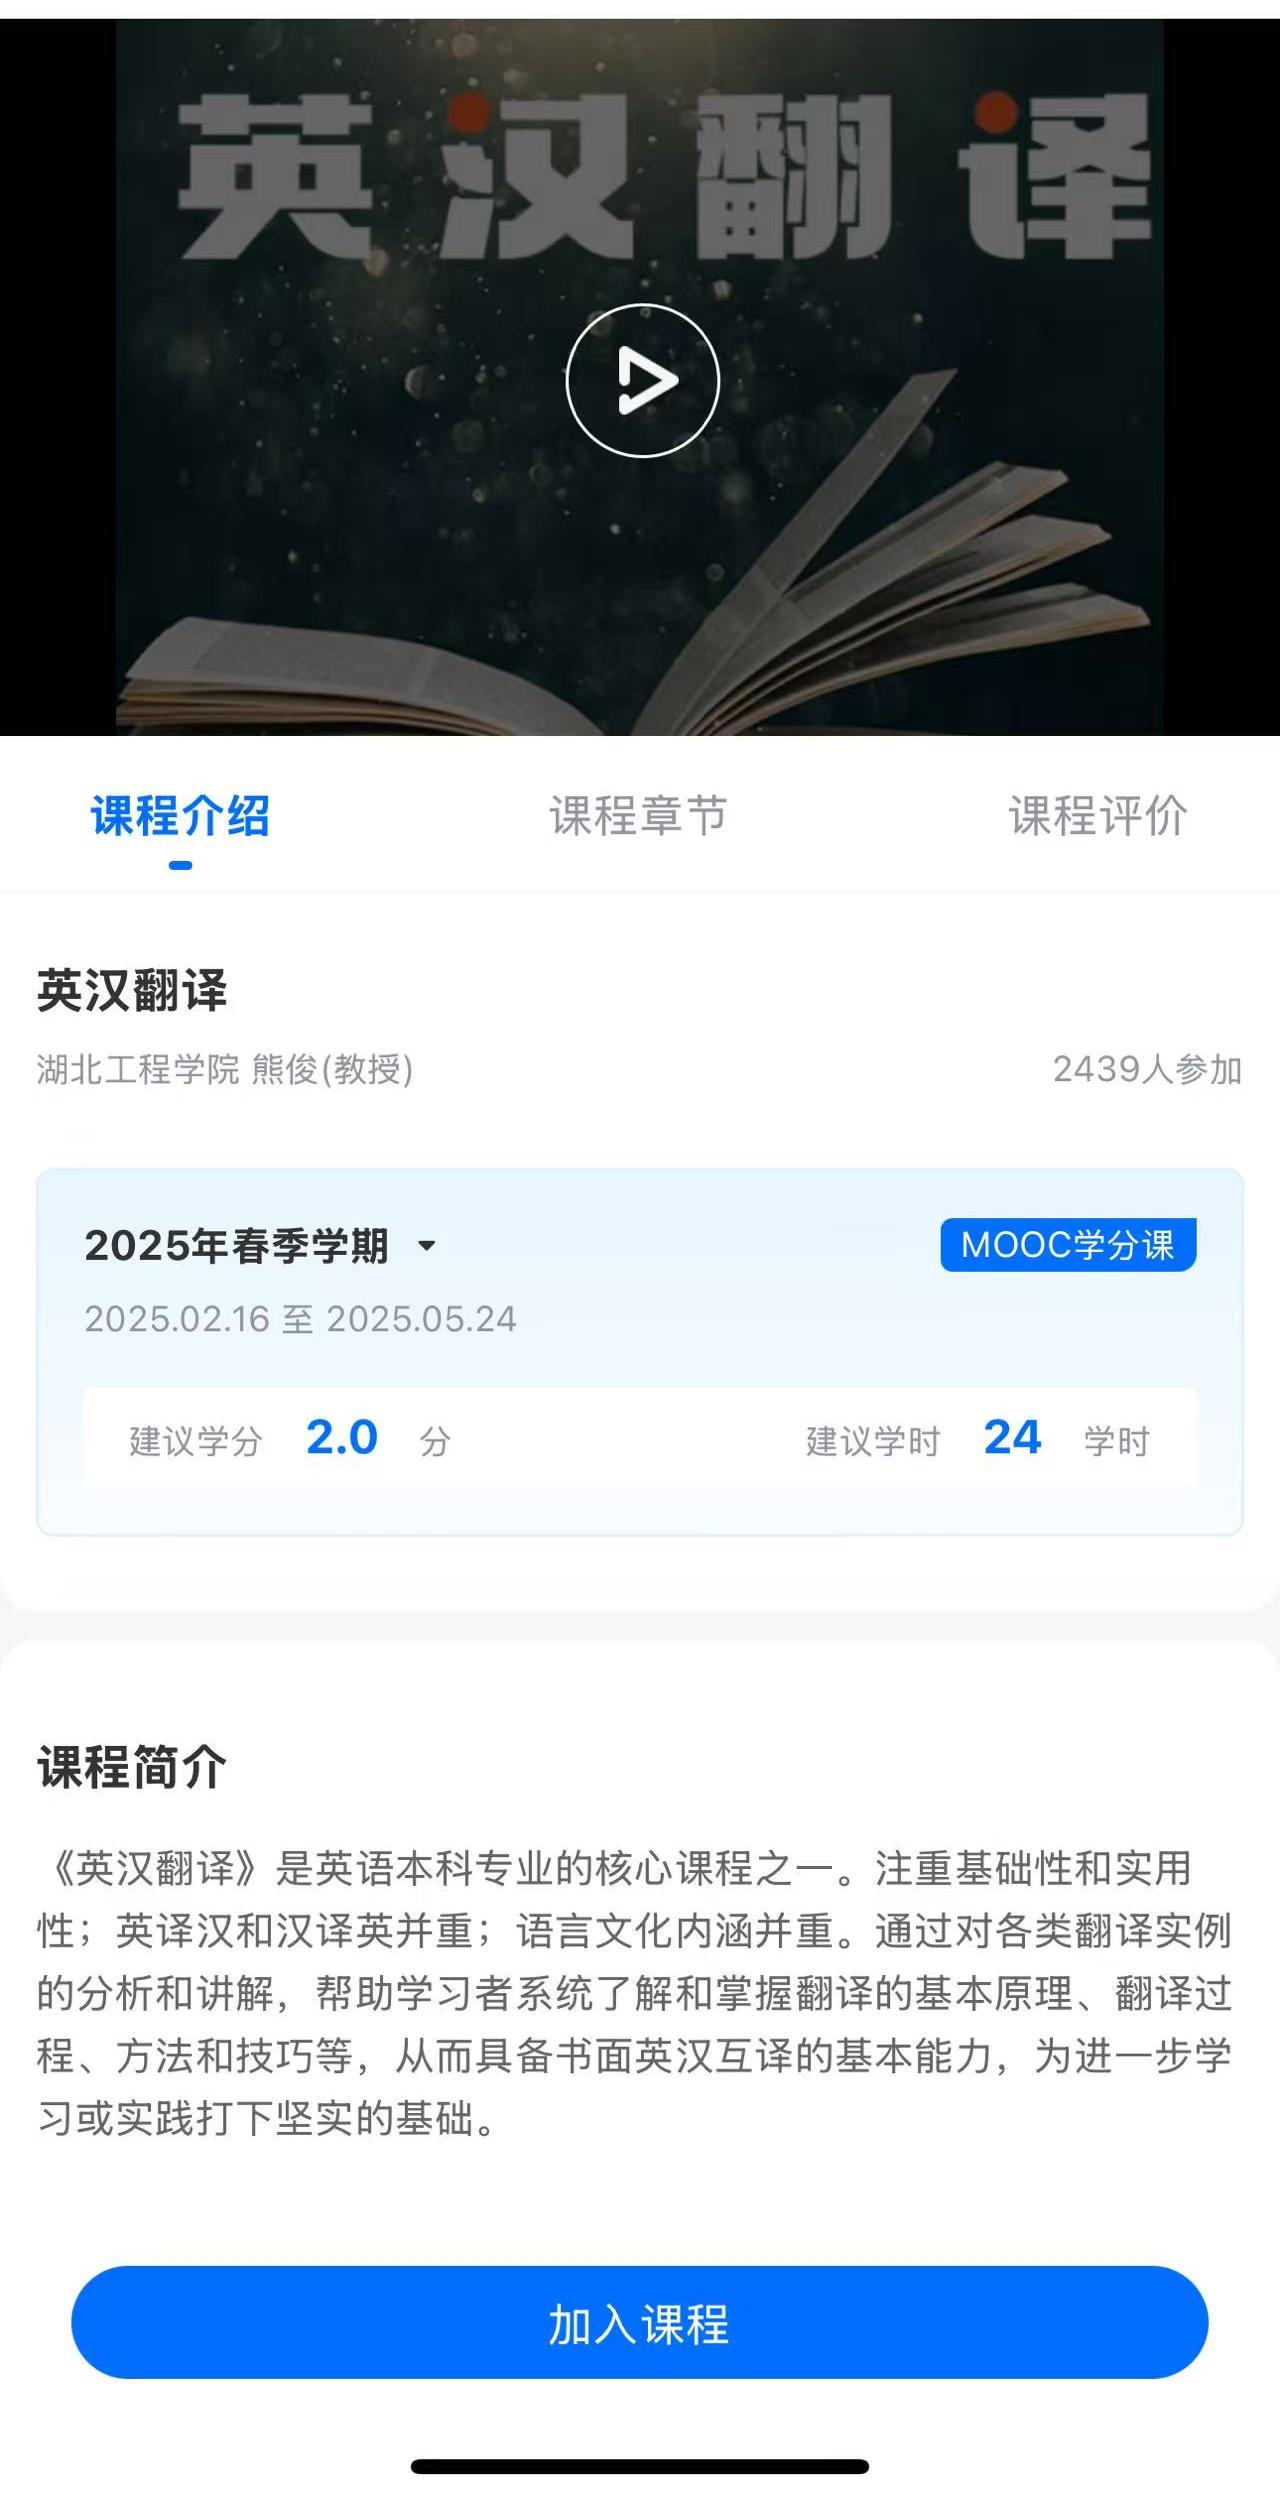 英汉翻译
课程介绍 课程章节 课程评价
英汉翻译
湖北工程学院 熊俊(教授) 2439人参加
2025年春季学期 MOOC学分课
2025.02.16 至 2025.05.24
建议学分 2.0 分 建议学时 24 学时
课程简介
《英汉翻译》是英语本科专业的核心课程之一。注重基础性和实用
性；英译汉和汉译英并重；语言文化内涵并重。通过对各类翻译实例
的分析和讲解，帮助学习者系统了解和掌握翻译的基本原理、翻译过
程、方法和技巧等，从而具备书面英汉互译的基本能力，为进一步学
习或实践打下坚实的基础。
加入课程